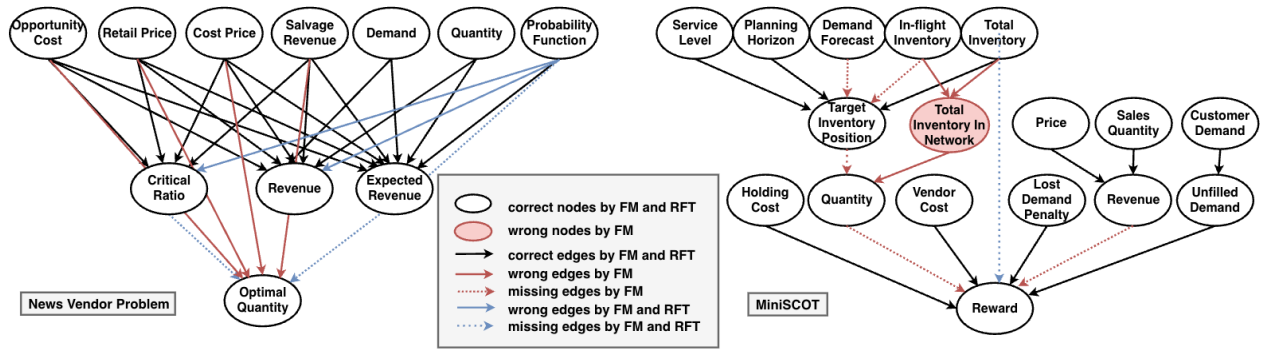 Opportunity
Cost
Retail Price
Cost Price
Salvage
Revenue
Demand
Quantity
Probability
Function
Critical
Ratio
Revenue
Expected
Revenue
Optimal
Quantity
News Vendor Problem
correct nodes by FM and RFT
wrong nodes by FM
correct edges by FM and RFT
wrong edges by FM
missing edges by FM
wrong edges by FM and RFT
missing edges by FM and RFT
Service
Level
Planning
Horizon
Demand
Forecast
In-flight
Inventory
Total
Inventory
Target
Inventory
Position
Total
Inventory In
Network
Price
Sales
Quantity
Customer
Demand
Holding
Cost
Quantity
Vendor
Cost
Lost
Demand
Penalty
Revenue
Unfilled
Demand
Reward
MiniSCOT